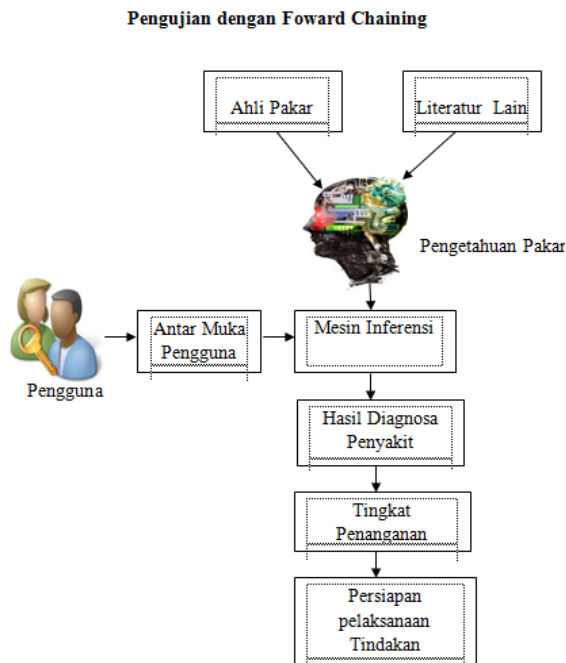 Pengujian dengan Foward Chaining
Ahli Pakar
Literatur Lain
Pengetahuan Pakar
Pengguna
Antar Muka
Pengguna
Mesin Inferensi
Hasil Diagnosa
Penyakit
Tingkat
Penanganan
Persiapan
pelaksanaan
Tindakan